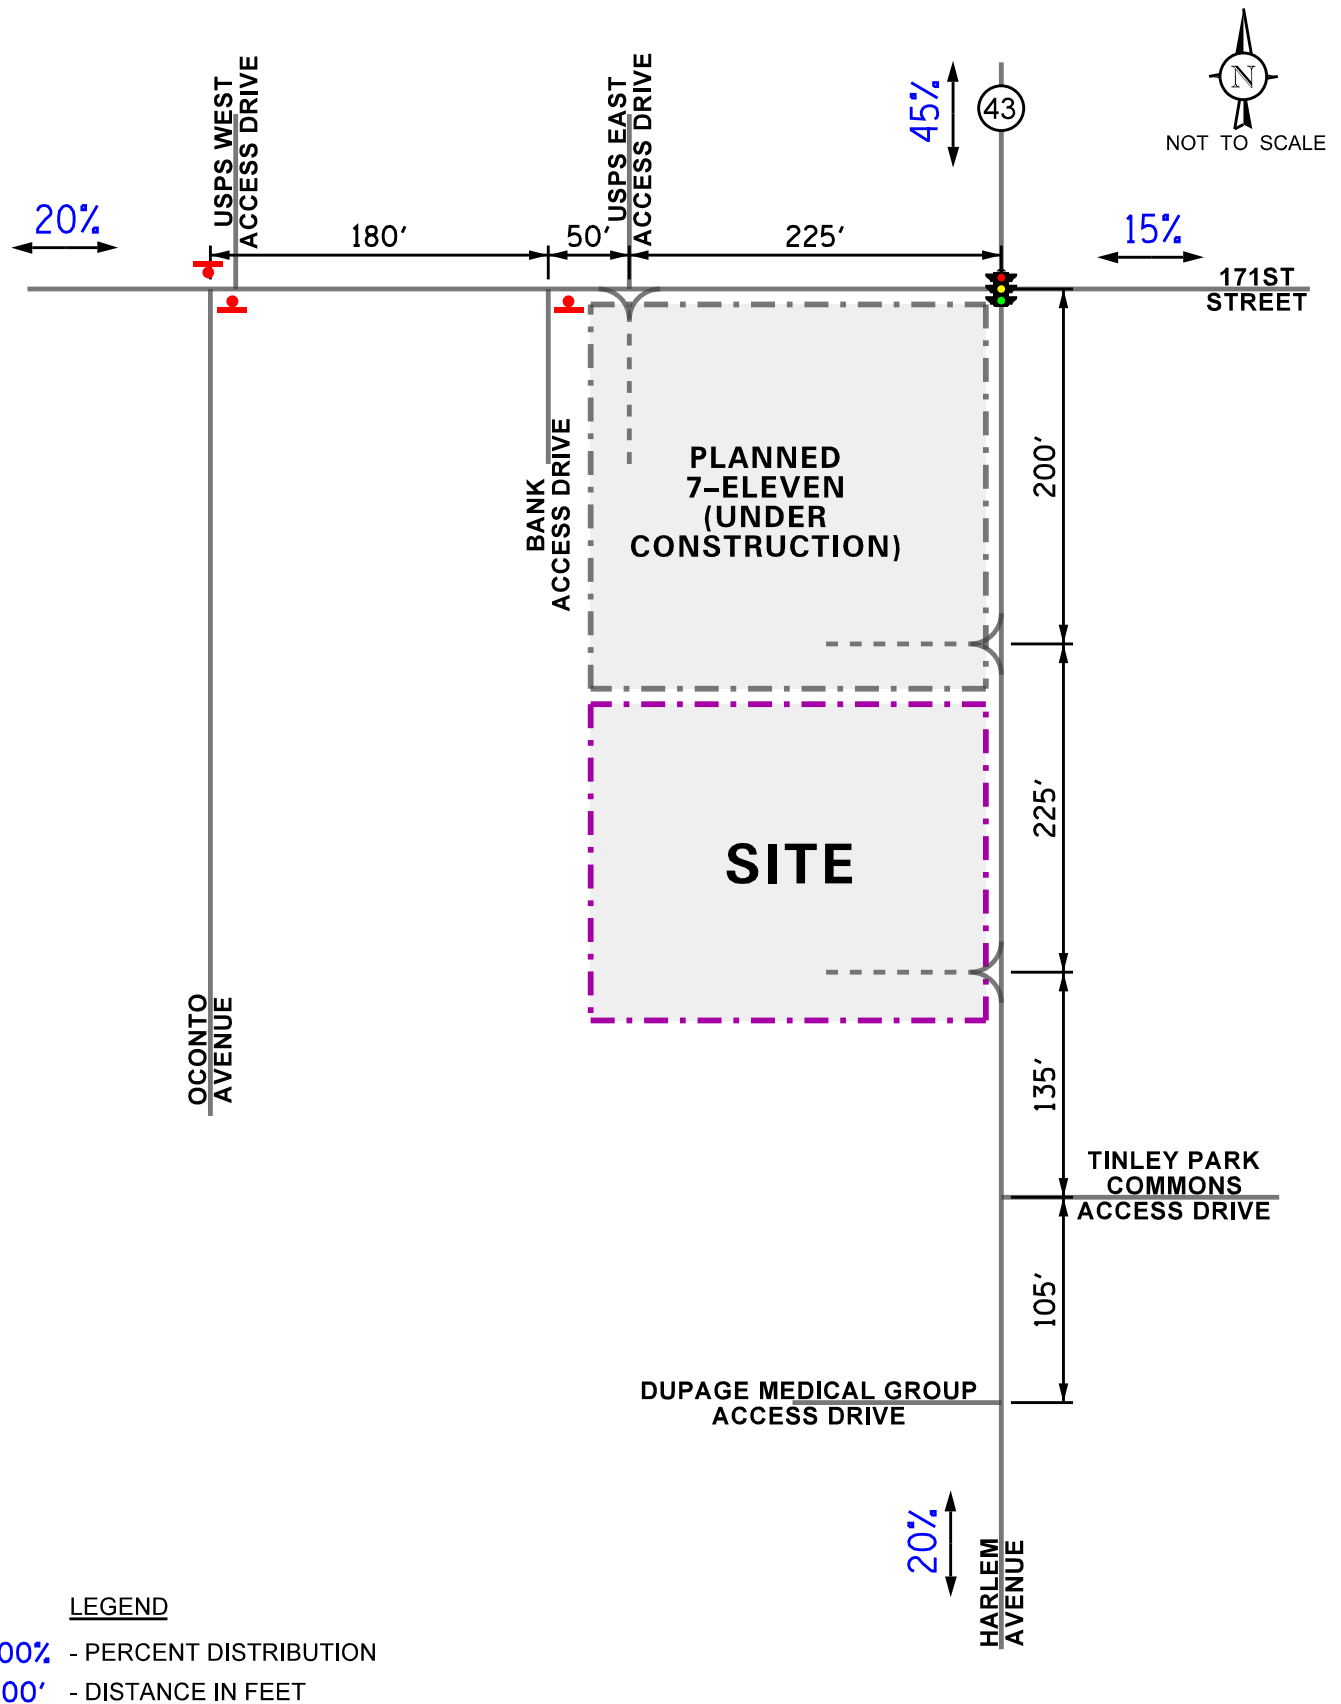 USPS WEST
ACCESS DRIVE
USPS EAST
ACCESS DRIVE
45%
43
N
NOT TO SCALE
20%
180'
50'
225'
15%
171ST
STREET
PLANNED
7-ELEVEN
(UNDER
CONSTRUCTION)
BANK
ACCESS DRIVE
200'
225'
SITE
OCONTO
AVENUE
135'
TINLEY PARK
COMMONS
ACCESS DRIVE
105'
DUPAGE MEDICAL GROUP
ACCESS DRIVE
20%
HARLEM
AVENUE
LEGEND
00% - PERCENT DISTRIBUTION
00' - DISTANCE IN FEET